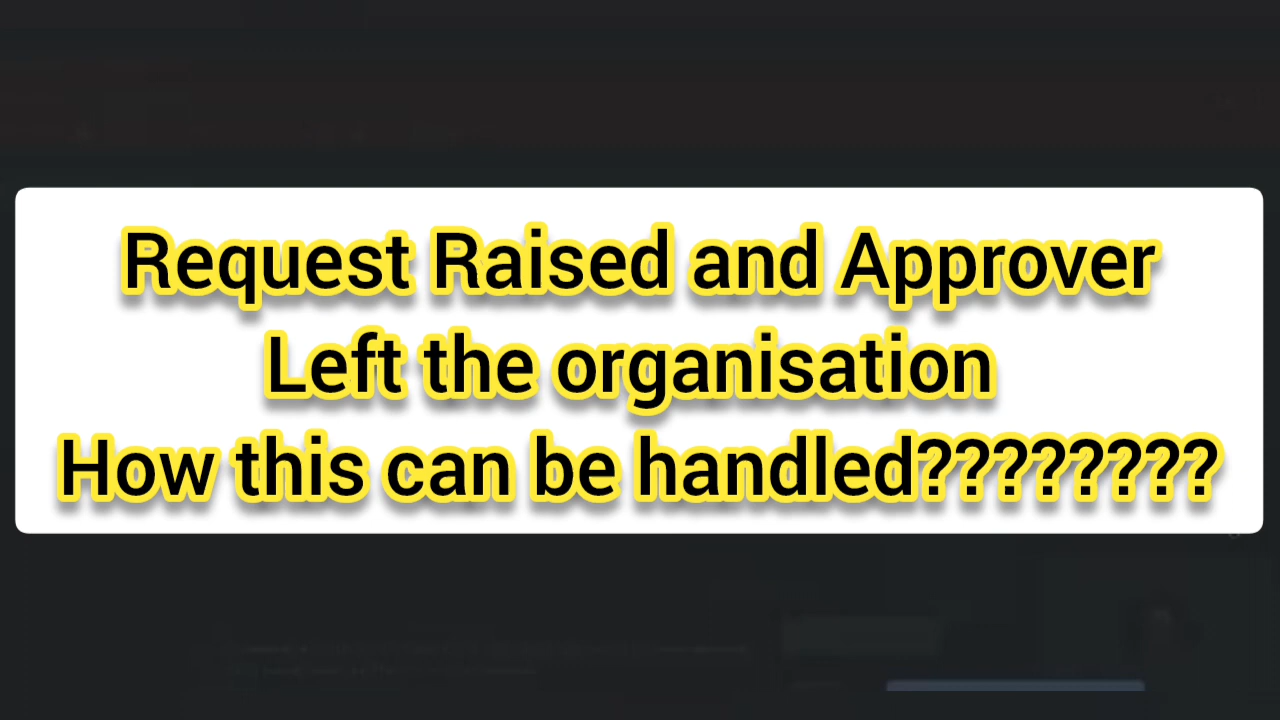 Request Raised and Approver
Left the organisation
How this can be handled????????